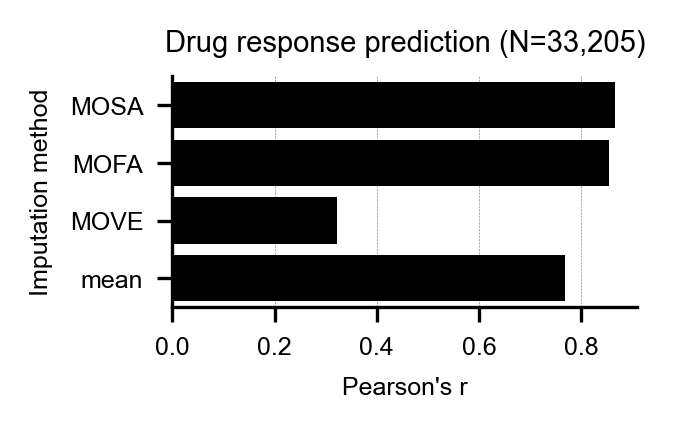 Drug response prediction (N=33,205)
Imputation method
MOSA
MOFA
MOVE
mean
0.0 0.2 0.4 0.6 0.8
Pearson's r